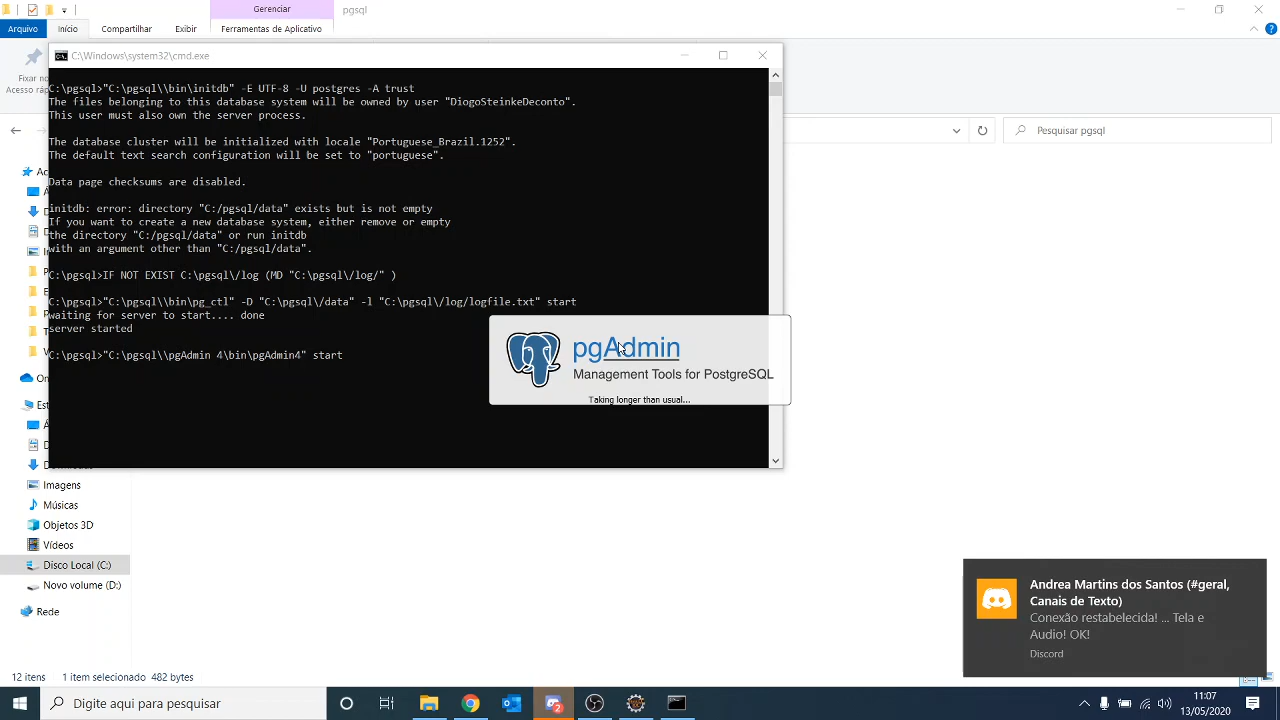 Gerenciar
pgsql
Arquivo
Início
Compartilhar
Exibir
Ferramentas de Aplicativo
C:\Windows\system32\cmd.exe
Fixar no
Acesso rápi
C:\pgsql>"C:\pgsql\\bin\initdb" -E UTF-8 -U postgres -A trust
The files belonging to this database system will be owned by user "DiogoSteinkeDeconto".
This user must also own the server process.
The database cluster will be initialized with locale "Portuguese_Brazil.1252".
The default text search configuration will be set to "portuguese".
Data page checksums are disabled.
initdb: error: directory "C:/pgsql/data" exists but is not empty
If you want to create a new database system, either remove or empty
the directory "C:/pgsql/data" or run initdb
with an argument other than "C:/pgsql/data".
C:\pgsql>IF NOT EXIST C:\pgsql\/log (MD "C:\pgsql\/log/" )
C:\pgsql>"C:\pgsql\\bin\pg_ctl" -D "C:\pgsql\/data" -l "C:\pgsql\/log/logfile.txt" start
waiting for server to start.... done
server started
C:\pgsql>"C:\pgsql\\pgAdmin 4\bin\pgAdmin4" start
pgAdmin
Management Tools for PostgreSQL
Taking longer than usual...
Pesquisar pgsql
Imagens
Músicas
Objetos 3D
Vídeos
Disco Local (C:)
Novo volume (D:)
Rede
12 itens
1 item selecionado 482 bytes
Andrea Martins dos Santos (#geral,
Canais de Texto)
Conexão restabelecida! ... Tela e
Audio! OK!
Discord
Digite aqui para pesquisar
11:07
13/05/2020